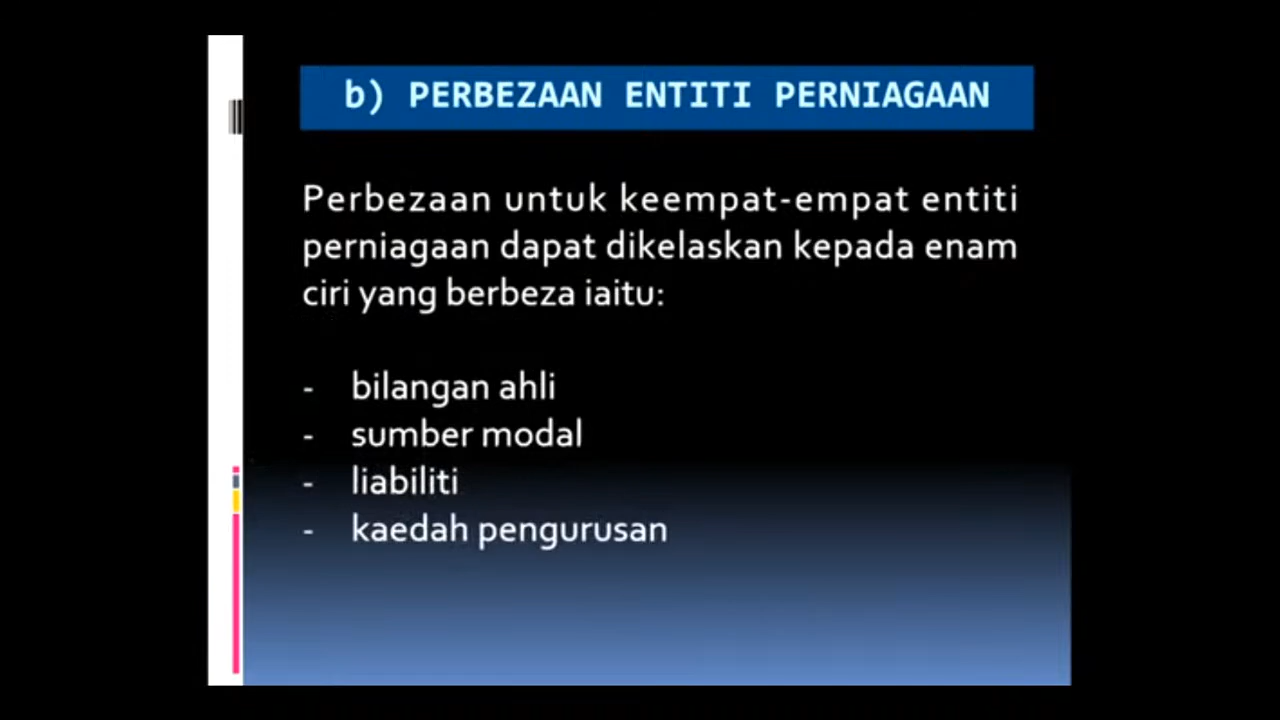 b) PERBEZAAN ENTITI PERNIAGAAN
Perbezaan untuk keempat-empat entiti
perniagaan dapat dikelaskan kepada enam
ciri yang berbeza iaitu:
- bilangan ahli
- sumber modal
- liabiliti
- kaedah pengurusan